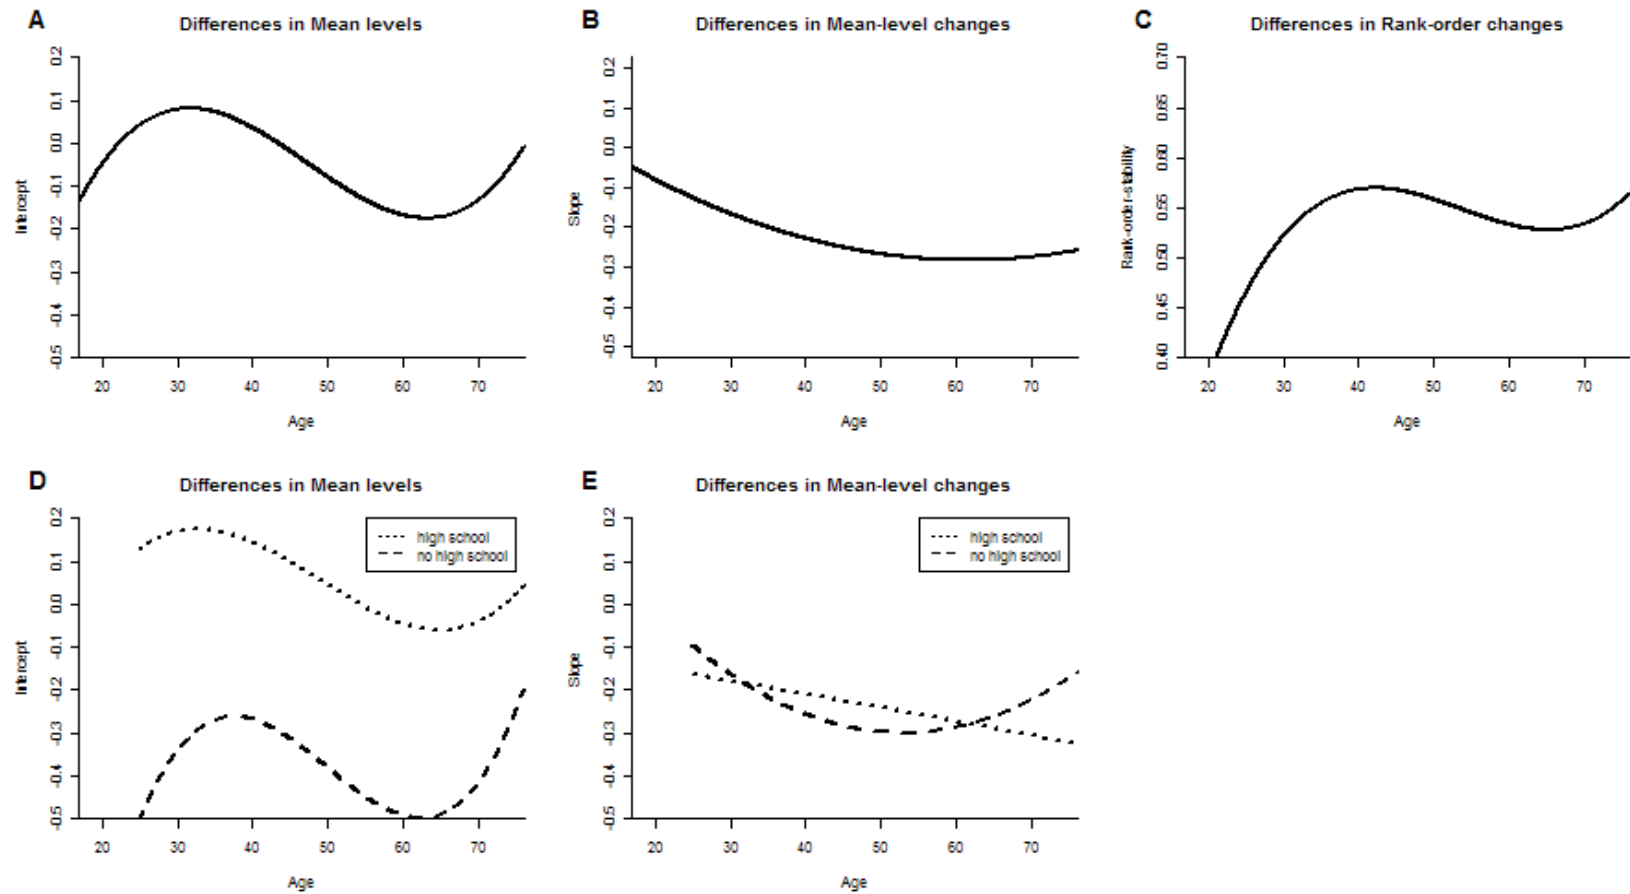 A Differences in Mean levels
Intercept
0.2
0.1
0.0
-0.1
-0.2
-0.3
-0.4
-0.5
20 30 40 50 60 70
Age
B Differences in Mean-level changes
Slope
0.2
0.1
0.0
-0.1
-0.2
-0.3
-0.4
-0.5
20 30 40 50 60 70
Age
C Differences in Rank-order changes
Rank-order-stability
0.70
0.65
0.60
0.55
0.50
0.45
0.40
20 30 40 50 60 70
Age
D Differences in Mean levels
high school
no high school
Intercept
0.2
0.1
0.0
-0.1
-0.2
-0.3
-0.4
-0.5
20 30 40 50 60 70
Age
E Differences in Mean-level changes
high school
no high school
Slope
0.2
0.1
0.0
-0.1
-0.2
-0.3
-0.4
-0.5
20 30 40 50 60 70
Age